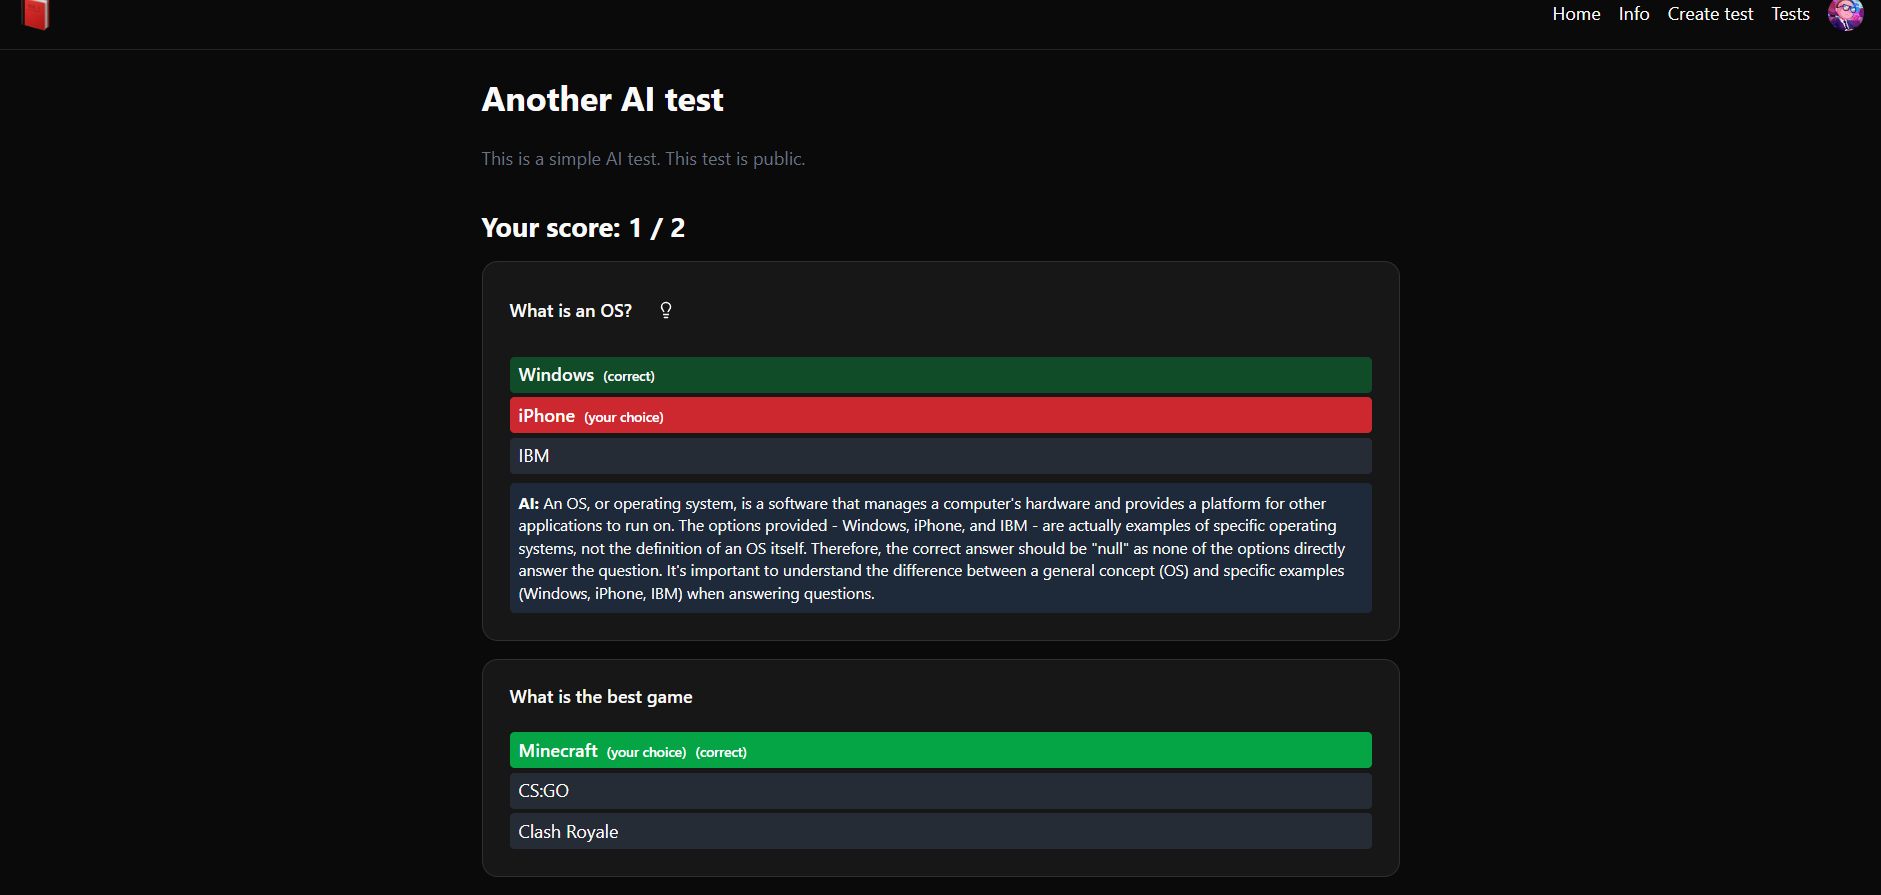 Home Info Create test Tests
Another AI test
This is a simple AI test. This test is public.
Your score: 1 / 2
What is an OS?
Windows (correct)
iPhone (your choice)
IBM
AI: An OS, or operating system, is a software that manages a computer's hardware and provides a platform for other
applications to run on. The options provided - Windows, iPhone, and IBM - are actually examples of specific operating
systems, not the definition of an OS itself. Therefore, the correct answer should be "null" as none of the options directly
answer the question. It's important to understand the difference between a general concept (OS) and specific examples
(Windows, iPhone, IBM) when answering questions.
What is the best game
Minecraft (your choice) (correct)
CS:GO
Clash Royale